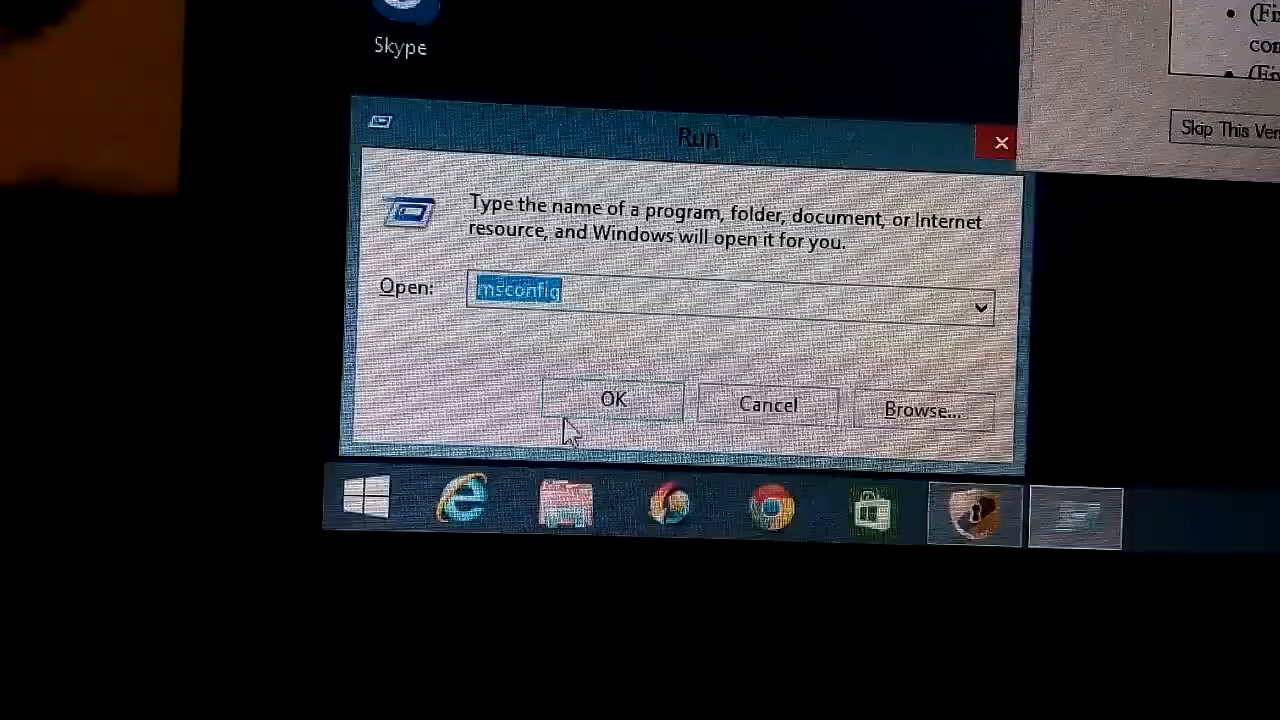 Skype
(Fi
Skip This Ver
Run
Type the name of a program, folder, document, or Internet
resource, and Windows will open it for you.
Open:
msconfig
OK
Cancel
Browse...